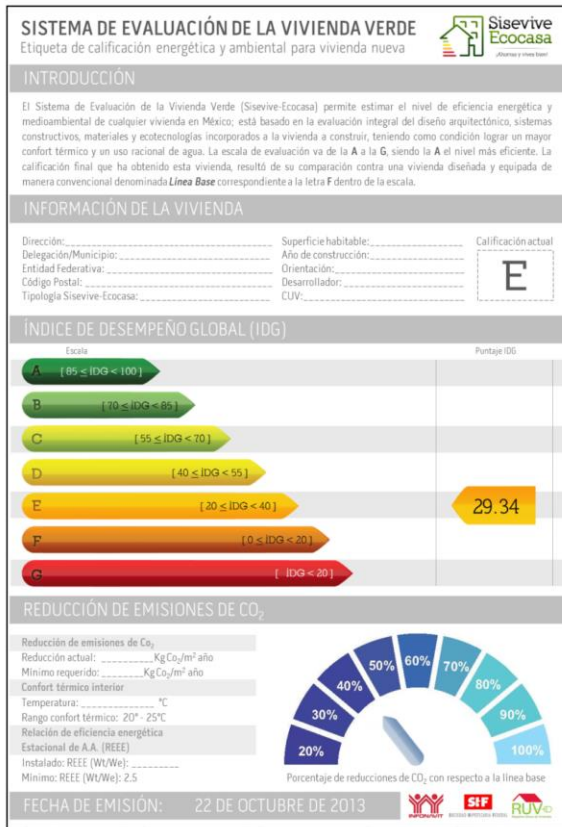 SISTEMA DE EVALUACIÓN DE LA VIVIENDA VERDE
Etiqueta de calificación energética y ambiental para vivienda nueva
Sisevive
Ecocasa
¡Ahorras y vives bien!
INTRODUCCIÓN
El Sistema de Evaluación de la Vivienda Verde (Sisevive-Ecocasa) permite estimar el nivel de eficiencia energética y
medioambiental de cualquier vivienda en México; está basado en la evaluación integral del diseño arquitectónico, sistemas
constructivos, materiales y ecotecnologías incorporados a la vivienda a construir, teniendo como condición lograr un mayor
confort térmico y un uso racional de agua. La escala de evaluación va de la A a la G, siendo la A el nivel más eficiente. La
calificación final que ha obtenido esta vivienda, resultó de su comparación contra una vivienda diseñada y equipada de
manera convencional denominada Línea Base correspondiente a la letra F dentro de la escala.
INFORMACIÓN DE LA VIVIENDA
Dirección:
Delegación/Municipio:
Entidad Federativa:
Código Postal:
Tipología Sisevive-Ecocasa:
Superficie habitable:
Año de construcción:
Orientación:
Desarrollador:
CUV:
Calificación actual
E
ÍNDICE DE DESEMPEÑO GLOBAL (IDG)
Escala
Puntaje IDG
A [ 85 ≤ IDG < 100 ]
B [ 70 ≤ IDG < 85 ]
C [ 55 ≤ IDG < 70 ]
D [ 40 ≤ IDG < 55 ]
E [ 20 ≤ IDG < 40 ]
29.34
F [ 0 ≤ IDG < 20 ]
G [ IDG < 20 ]
REDUCCIÓN DE EMISIONES DE CO₂
Reducción de emisiones de Co₂
Reducción actual: __________KgCo₂/m² año
Mínimo requerido: ________KgCo₂/m² año
Confort térmico interior
Temperatura: ______________ °C
Rango confort térmico: 20° - 25°C
Relación de eficiencia energética
Estacional de A.A. (REEE)
Instalado: REEE (Wt/We): _________
Mínimo: REEE (Wt/We): 2.5
20%
30%
40%
50%
60%
70%
80%
90%
100%
Porcentaje de reducciones de CO₂ con respecto a la línea base
FECHA DE EMISIÓN: 22 DE OCTUBRE DE 2013
INFONAVIT
SHF
SOCIEDAD HIPOTECARIA FEDERAL
RUV